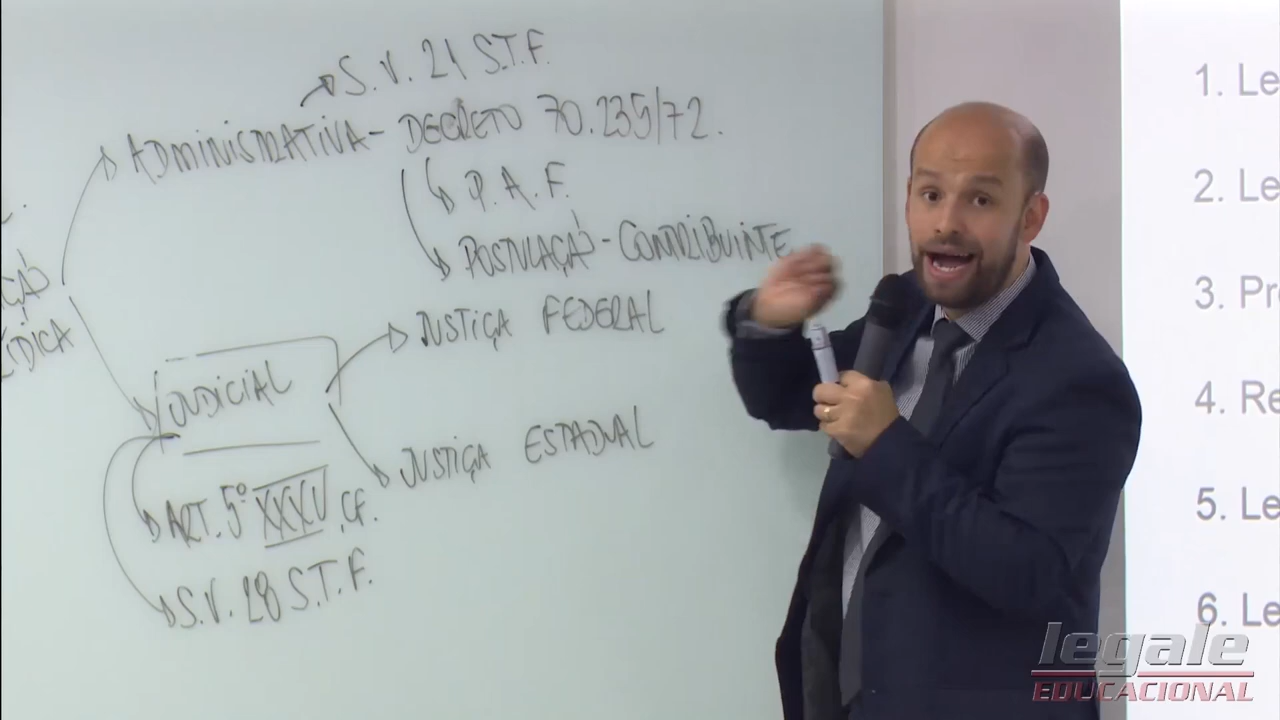 S.V. 21 S.T.F.
ADMINISTRATIVA - DECRETO 70.235/72.
P.A.F.
POSTULAÇÃO - CONTRIBUINTE
JUSTIÇA FEDERAL
JUDICIAL
JUSTIÇA ESTADUAL
ART. 5º XXXV, CF.
S.V. 28 S.T.F.
1. Le
2. Le
3. Pr
4. Re
5. Le
6. Le
legale
EDUCACIONAL